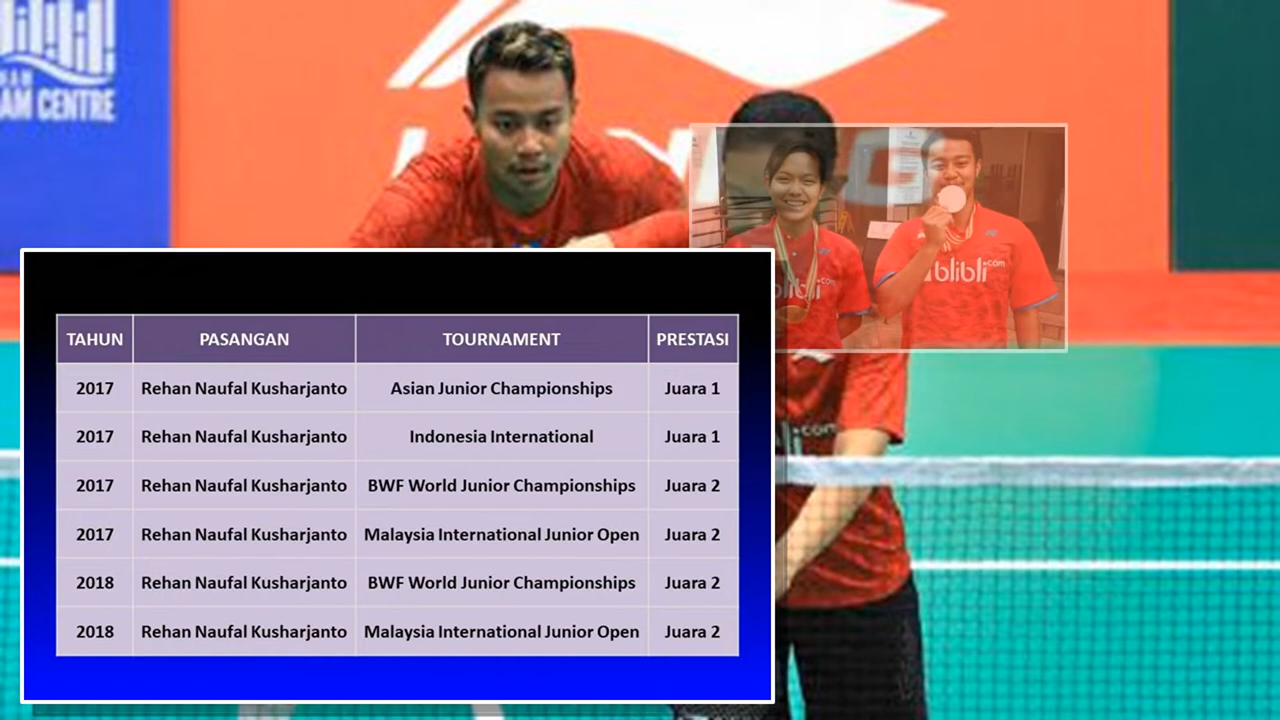 AM CENTRE
blibli.com
TAHUN PASANGAN TOURNAMENT PRESTASI
2017 Rehan Naufal Kusharjanto Asian Junior Championships Juara 1
2017 Rehan Naufal Kusharjanto Indonesia International Juara 1
2017 Rehan Naufal Kusharjanto BWF World Junior Championships Juara 2
2017 Rehan Naufal Kusharjanto Malaysia International Junior Open Juara 2
2018 Rehan Naufal Kusharjanto BWF World Junior Championships Juara 2
2018 Rehan Naufal Kusharjanto Malaysia International Junior Open Juara 2